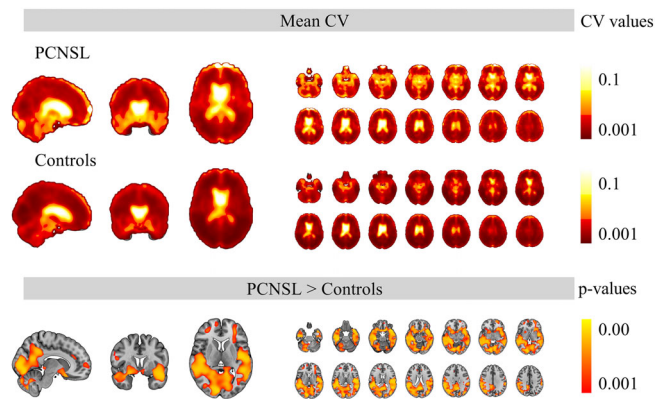 Mean CV
CV values
PCNSL
0.1
0.001
Controls
0.1
0.001
PCNSL > Controls
p-values
0.00
0.001